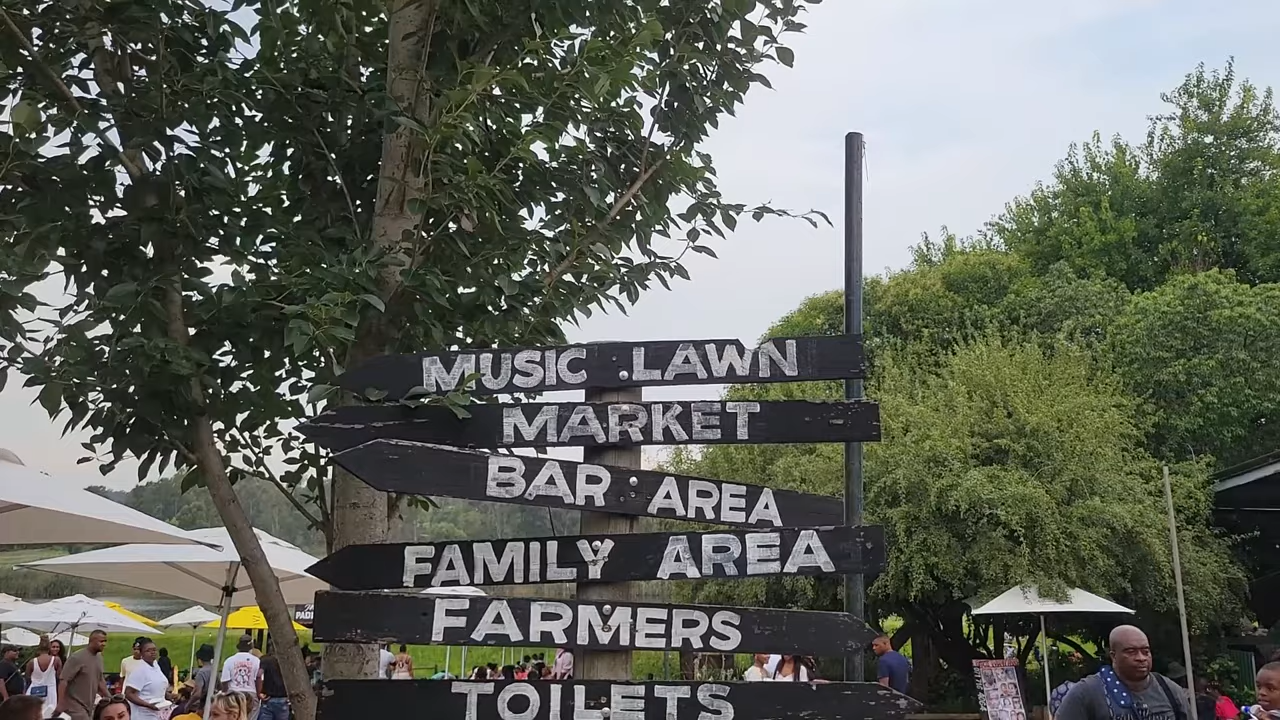 MUSIC LAWN
MARKET
BAR AREA
FAMILY AREA
FARMERS
TOILETS